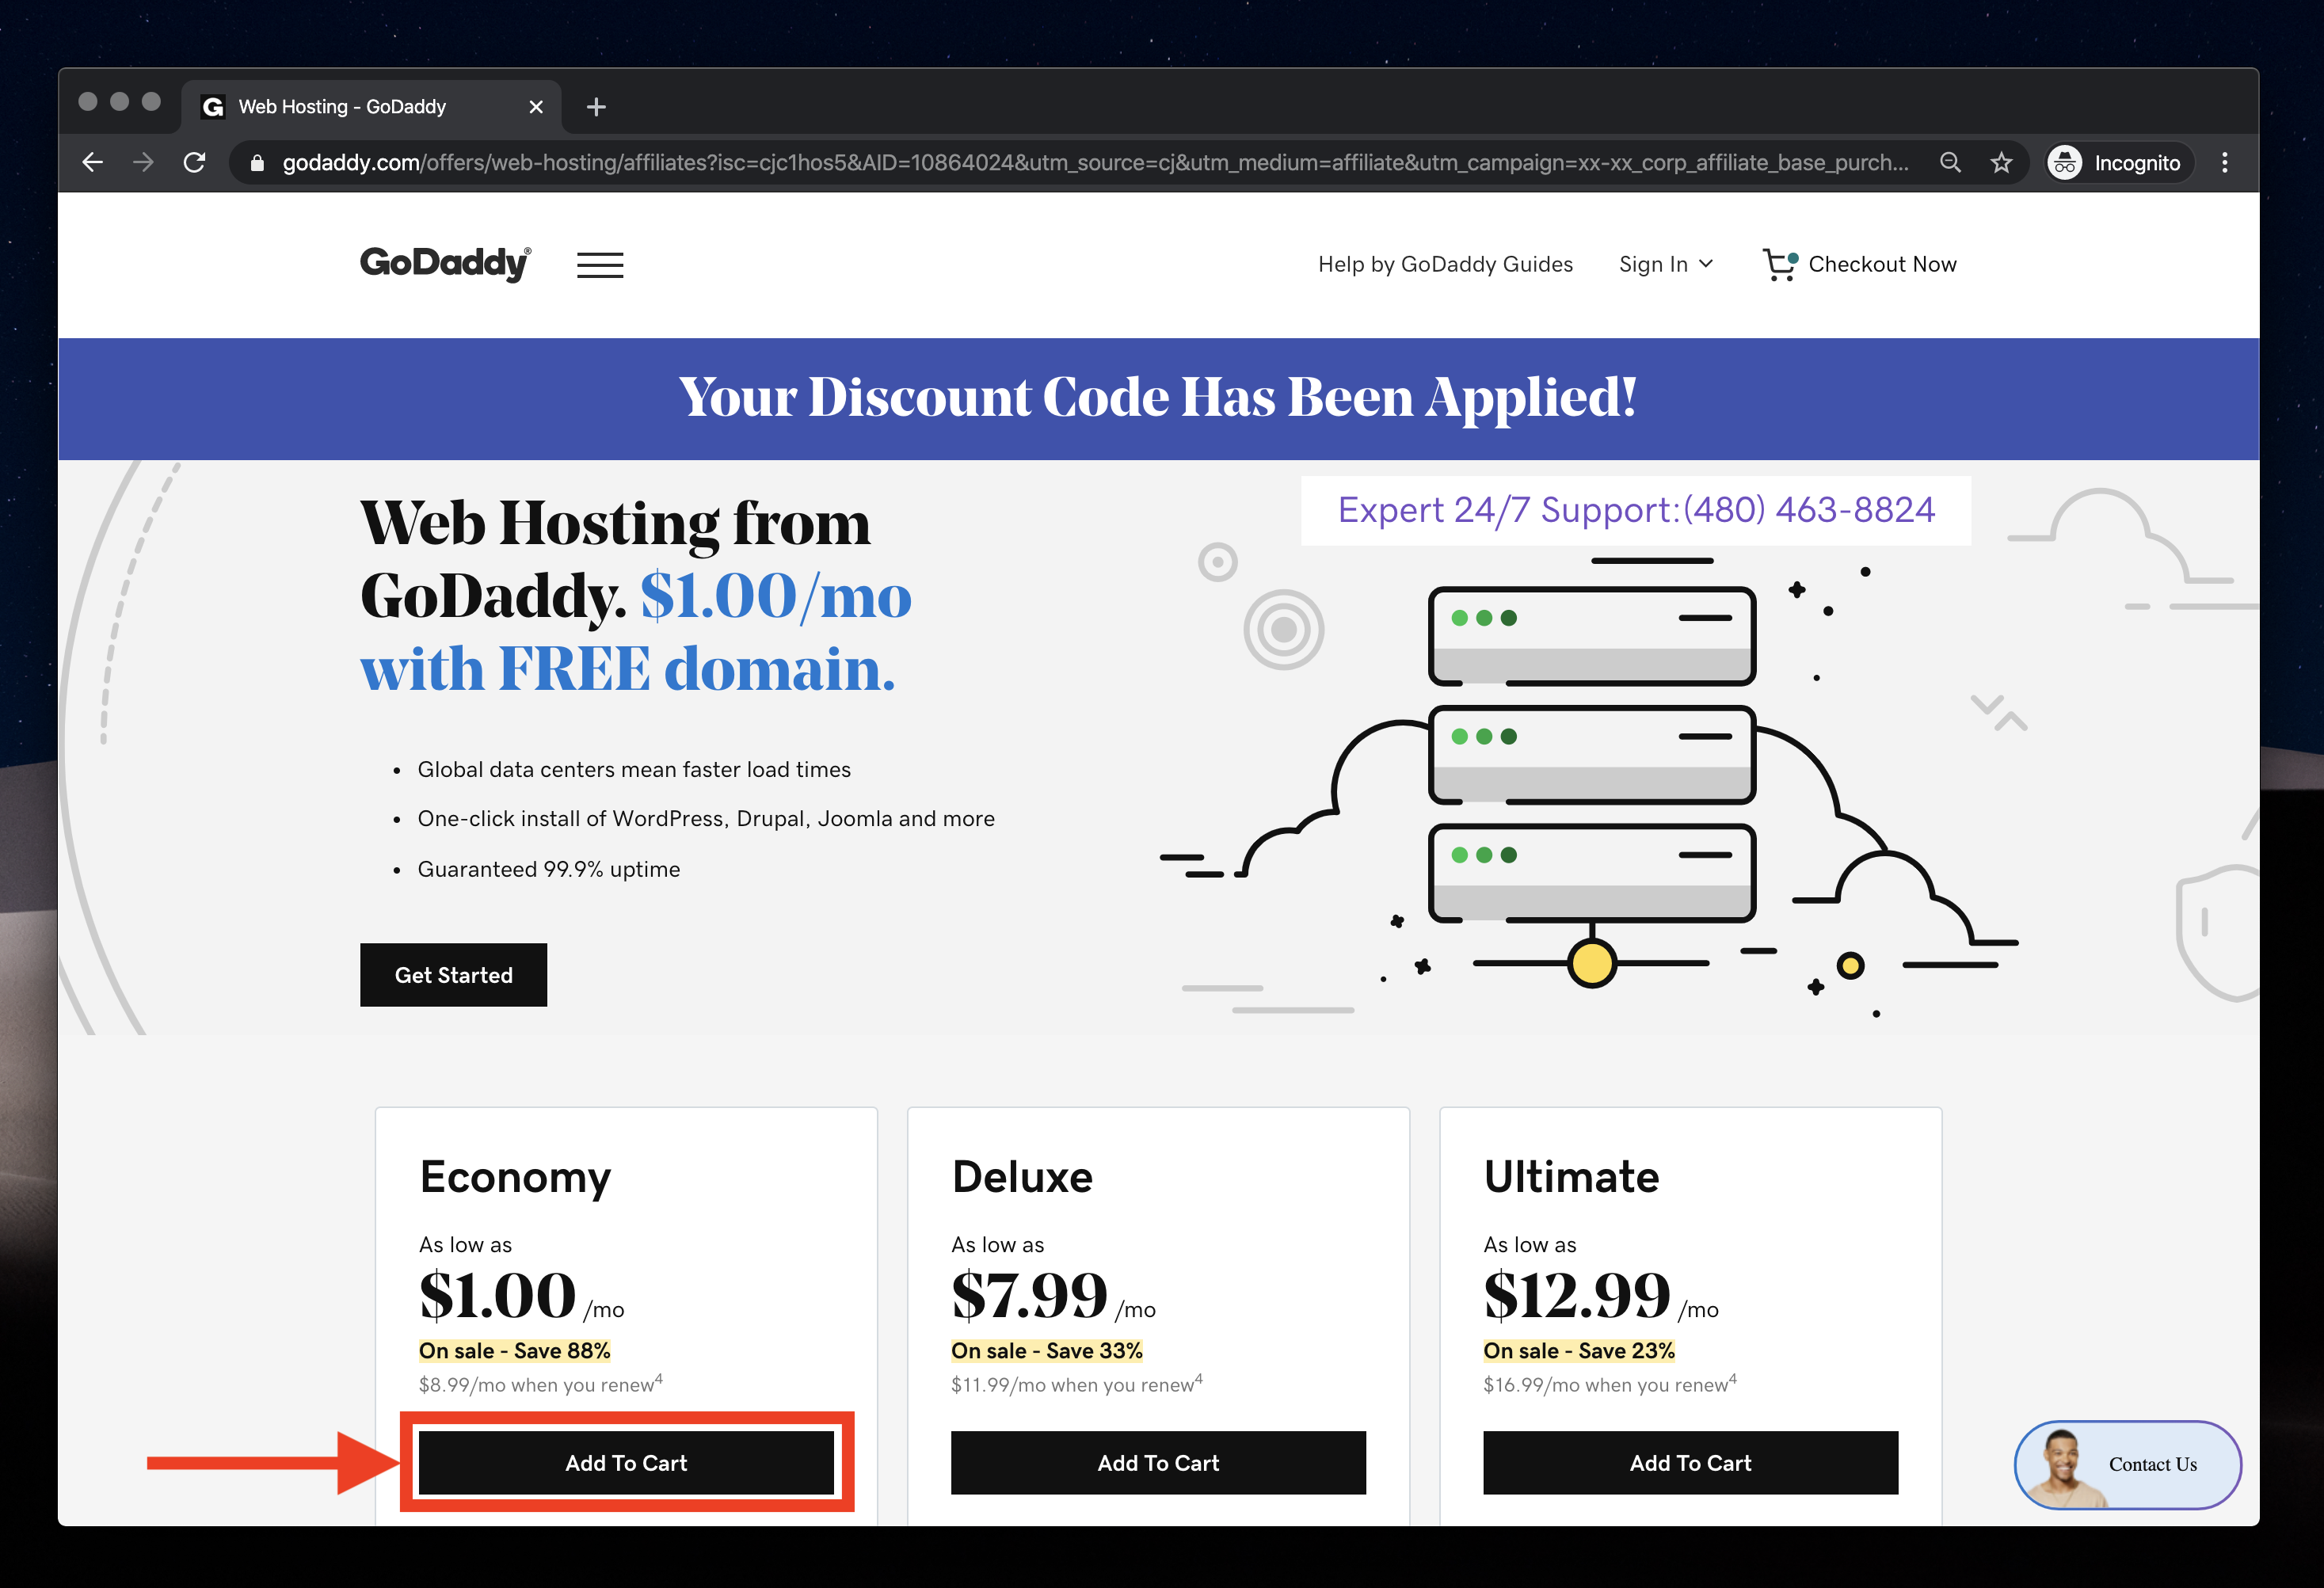 Web Hosting - GoDaddy
godaddy.com/offers/web-hosting/affiliates?isc=cjc1hos5&AID=10864024&utm_source=cj&utm_medium=affiliate&utm_campaign=xx-xx_corp_affiliate_base_purch...
Incognito
GoDaddy®
Help by GoDaddy Guides
Sign In
Checkout Now
Your Discount Code Has Been Applied!
Web Hosting from
GoDaddy. $1.00/mo
with FREE domain.
Expert 24/7 Support:(480) 463-8824
• Global data centers mean faster load times
• One-click install of WordPress, Drupal, Joomla and more
• Guaranteed 99.9% uptime
Get Started
Economy
As low as
$1.00 /mo
On sale - Save 88%
$8.99/mo when you renew4
Add To Cart
Deluxe
As low as
$7.99 /mo
On sale - Save 33%
$11.99/mo when you renew4
Add To Cart
Ultimate
As low as
$12.99 /mo
On sale - Save 23%
$16.99/mo when you renew4
Add To Cart
Contact Us